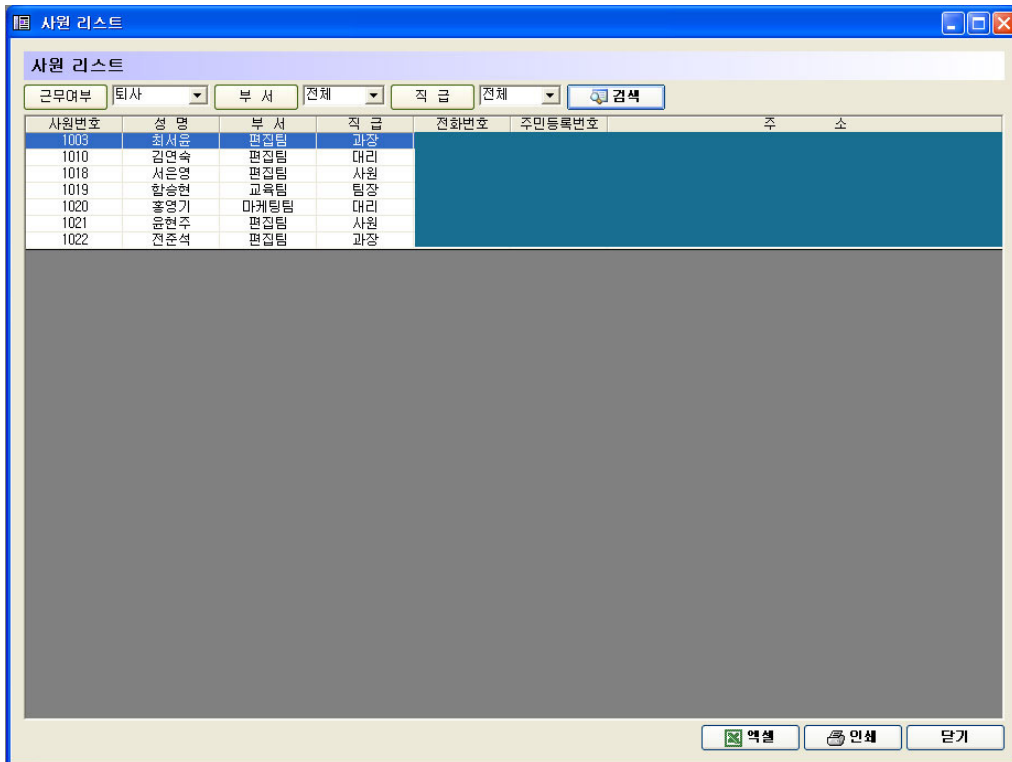 사원 리스트
사원 리스트
근무여부 퇴사 부 서 전체 직 급 전체 검색
사원번호 성 명 부 서 직 급 전화번호 주민등록번호 주 소
1003 최서윤 편집팀 과장
1010 김연숙 편집팀 대리
1018 서은영 편집팀 사원
1019 함승현 교육팀 팀장
1020 홍영기 마케팅팀 대리
1021 윤현주 편집팀 사원
1022 전준석 편집팀 과장
엑셀 인쇄 닫기